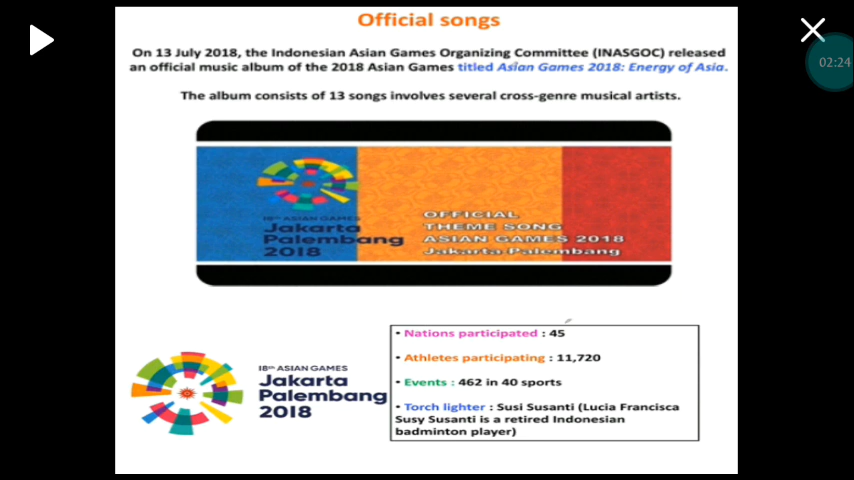 Official songs
On 13 July 2018, the Indonesian Asian Games Organizing Committee (INASGOC) released
an official music album of the 2018 Asian Games titled Asian Games 2018: Energy of Asia.
The album consists of 13 songs involves several cross-genre musical artists.
02:24
18th ASIAN GAMES
Jakarta
Palembang
2018
OFFICIAL
THEME SONG
ASIAN GAMES 2018
Jakarta Palembang
18th ASIAN GAMES
Jakarta
Palembang
2018
• Nations participated : 45
• Athletes participating : 11,720
• Events : 462 in 40 sports
• Torch lighter : Susi Susanti (Lucia Francisca
Susy Susanti is a retired Indonesian
badminton player)